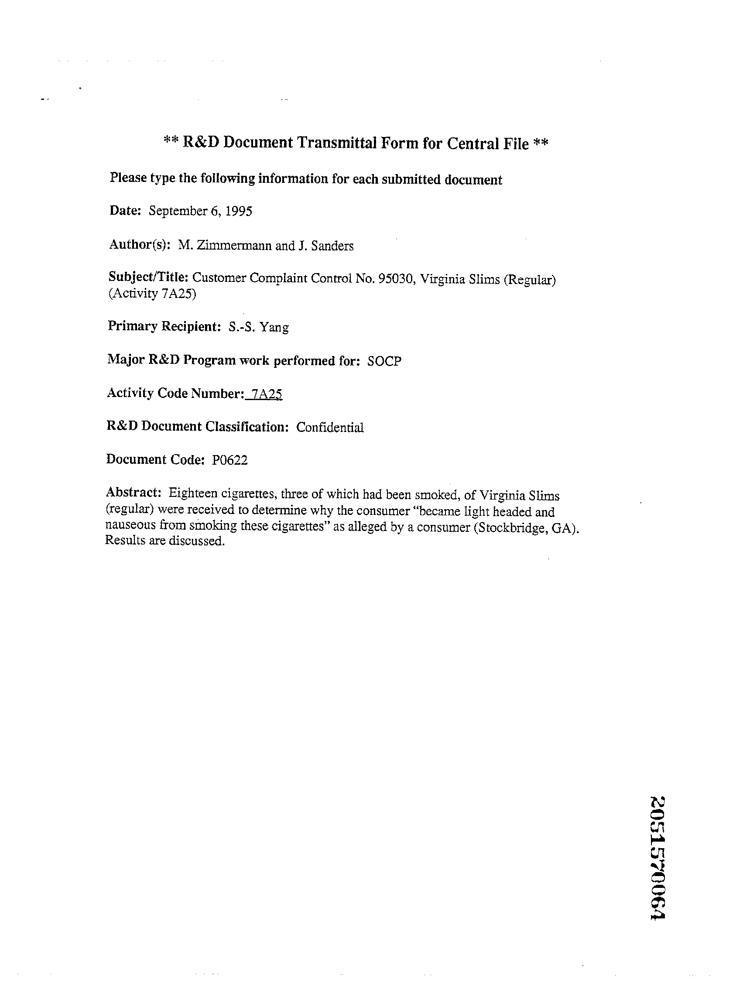 ** R&D Document Transmittal Form for Central File **
Please type the following information for each submitted document
Date: September 6, 1995
Author(s): M. Zimmermann and J. Sanders
Subject/Title: Customer Complaint Control No. 95030, Virginia Slims (Regular)
(Activity 7A25)
Primary Recipient: S.-S. Yang
Major R&D Program work performed for: SOCP
Activity Code Number: 7A25
R&D Document Classification: Confidential
Document Code: P0622
Abstract: Eighteen cigarettes, three of which had been smoked, of Virginia Slims
(regular) were received to determine why the consumer "became light headed and
nauseous from smoking these cigarettes" as alleged by a consumer (Stockbridge, GA).
Results are discussed.
2051570064